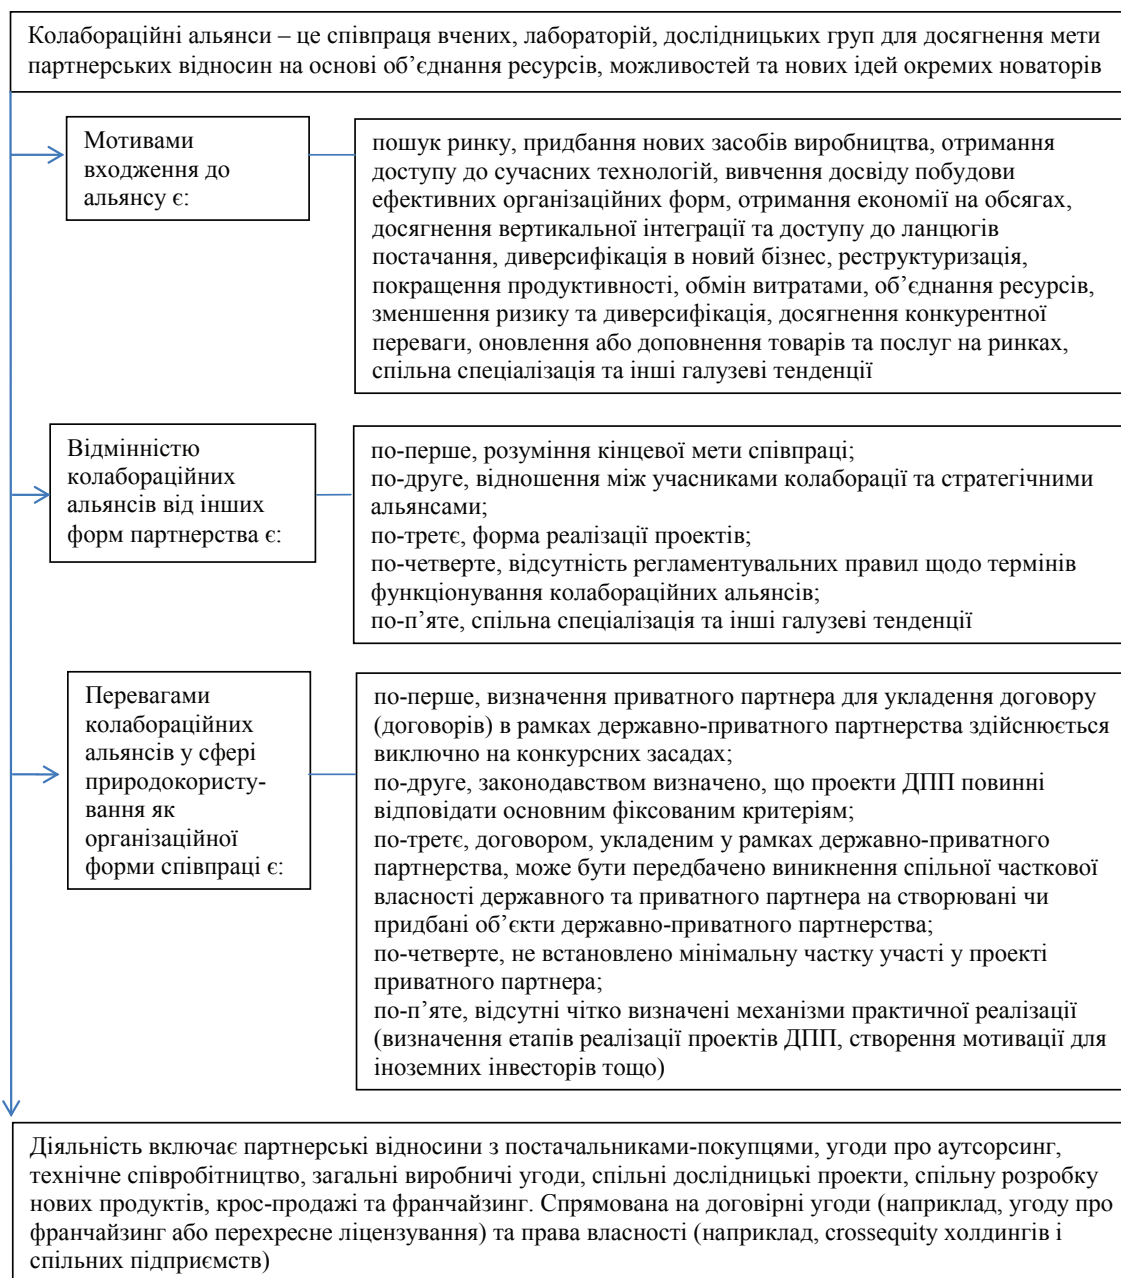 Колабораційні альянси – це співпраця вчених, лабораторій, дослідницьких груп для досягнення мети
партнерських відносин на основі об’єднання ресурсів, можливостей та нових ідей окремих новаторів
Мотивами
входження до
альянсу є:
пошук ринку, придбання нових засобів виробництва, отримання
доступу до сучасних технологій, вивчення досвіду побудови
ефективних організаційних форм, отримання економії на обсягах,
досягнення вертикальної інтеграції та доступу до ланцюгів
постачання, диверсифікація в новий бізнес, реструктуризація,
покращення продуктивності, обмін витратами, об’єднання ресурсів,
зменшення ризику та диверсифікація, досягнення конкурентної
переваги, оновлення або доповнення товарів та послуг на ринках,
спільна спеціалізація та інші галузеві тенденції
Відмінністю
колабораційних
альянсів від інших
форм партнерства є:
по-перше, розуміння кінцевої мети співпраці;
по-друге, відношення між учасниками колаборації та стратегічними
альянсами;
по-третє, форма реалізації проектів;
по-четверте, відсутність регламентувальних правил щодо термінів
функціонування колабораційних альянсів;
по-п’яте, спільна спеціалізація та інші галузеві тенденції
Перевагами
колабораційних
альянсів у сфері
природокористу-
вання як
організаційної
форми співпраці є:
по-перше, визначення приватного партнера для укладення договору
(договорів) в рамках державно-приватного партнерства здійснюється
виключно на конкурсних засадах;
по-друге, законодавством визначено, що проекти ДПП повинні
відповідати основним фіксованим критеріям;
по-третє, договором, укладеним у рамках державно-приватного
партнерства, може бути передбачено виникнення спільної часткової
власності державного та приватного партнера на створювані чи
придбані об’єкти державно-приватного партнерства;
по-четверте, не встановлено мінімальну частку участі у проекті
приватного партнера;
по-п’яте, відсутні чітко визначені механізми практичної реалізації
(визначення етапів реалізації проектів ДПП, створення мотивації для
іноземних інвесторів тощо)
Діяльність включає партнерські відносини з постачальниками-покупцями, угоди про аутсорсинг,
технічне співробітництво, загальні виробничі угоди, спільні дослідницькі проекти, спільну розробку
нових продуктів, крос-продажі та франчайзинг. Спрямована на договірні угоди (наприклад, угоду про
франчайзинг або перехресне ліцензування) та права власності (наприклад, crossequity холдингів і
спільних підприємств)